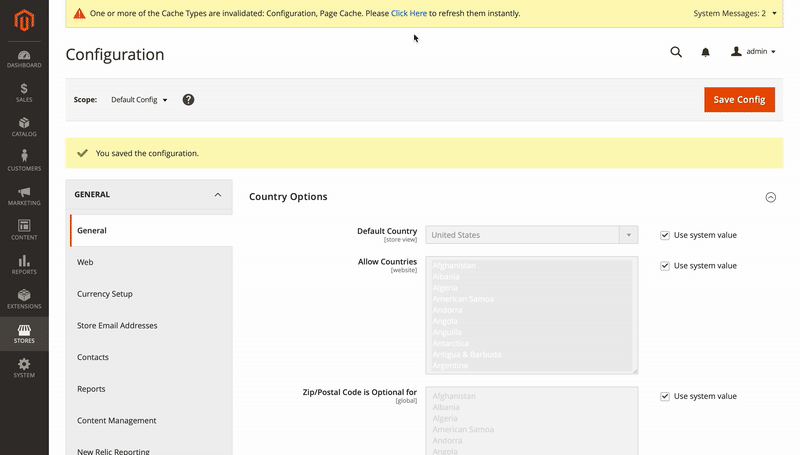 One or more of the Cache Types are invalidated: Configuration, Page Cache. Please Click Here to refresh them instantly.
System Messages: 2
DASHBOARD
SALES
CATALOG
CUSTOMERS
MARKETING
CONTENT
REPORTS
EXTENSIONS
STORES
SYSTEM
Configuration
admin
Scope:
Default Config
?
Save Config
You saved the configuration.
GENERAL
General
Web
Currency Setup
Store Email Addresses
Contacts
Reports
Content Management
New Relic Reporting
Country Options
Default Country
[store view]
United States
Use system value
Allow Countries
[website]
Afghanistan
Albania
Algeria
American Samoa
Andorra
Angola
Anguilla
Antarctica
Antigua & Barbuda
Argentina
Use system value
Zip/Postal Code is Optional for
[global]
Afghanistan
Albania
Algeria
American Samoa
Andorra
Angola
Use system value